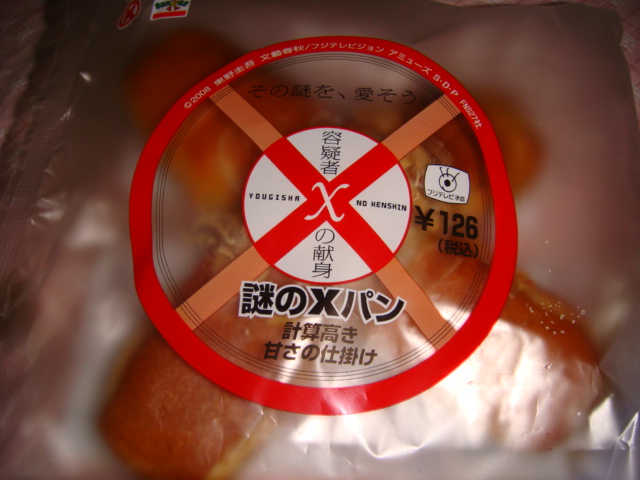 ©2008 東野圭吾 文藝春秋/フジテレビジョン アミューズ S・D・P FNS27社
その謎を、愛そう。
容疑者
X
YOUGISHA NO KENSHIN
の献身
フジテレビ承認
¥126
(税込)
謎のXパン
計算高き
甘さの仕掛け